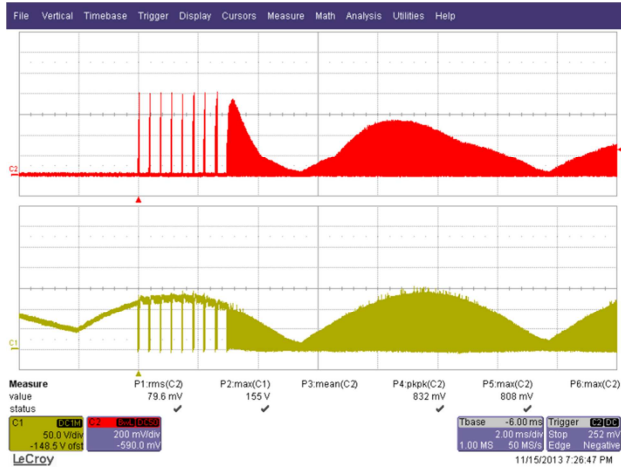 File Vertical Timebase Trigger Display Cursors Measure Math Analysis Utilities Help
C2
C1
Measure P1:rms(C2) P2:max(C1) P3:mean(C2) P4:pkpk(C2) P5:max(C2) P6:max(C2)
value 79.6 mV 155 V 832 mV 808 mV
status
C1 DC1M
50.0 V/div
-148.5 V ofst
C2
200 mV/div
-590.0 mV
Tbase -6.00 ms
2.00 ms/div
1.00 MS 50 MS/s
Trigger C2 DC
Stop 252 mV
Edge Negative
LeCroy
11/15/2013 7:26:47 PM